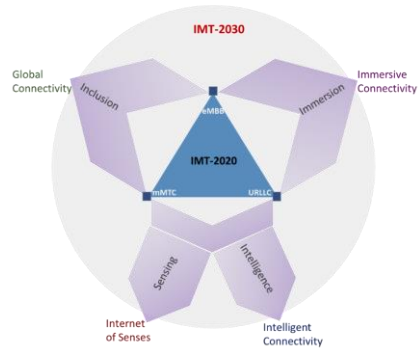 IMT-2030
Global
Connectivity
Inclusion
Immersion
Immersive
Connectivity
eMBB
IMT-2020
mMTC
URLLC
Sensing
Intelligence
Internet
of Senses
Intelligent
Connectivity